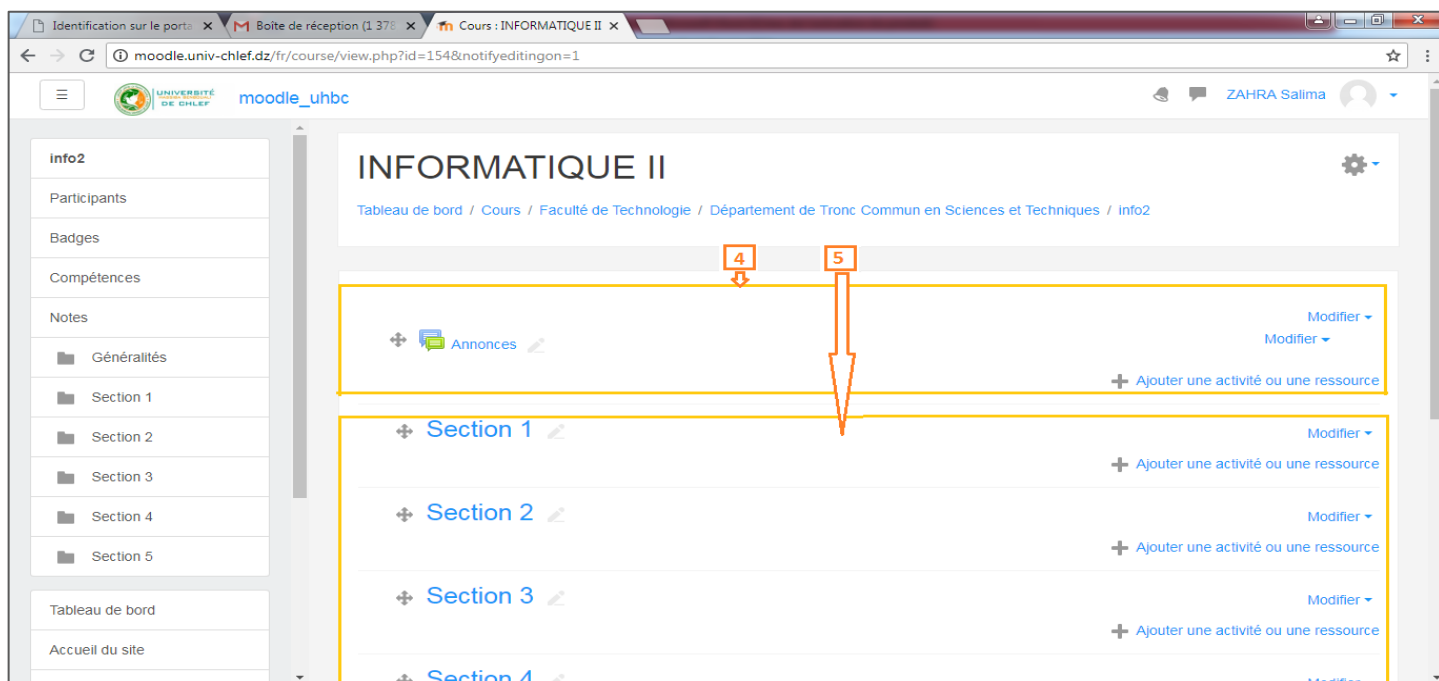 Identification sur le porta
Boîte de réception (1 378
Cours : INFORMATIQUE II
moodle.univ-chlef.dz/fr/course/view.php?id=154&notifyeditingon=1
UNIVERSITÉ
DE CHLEF
moodle_uhbc
ZAHRA Salima
info2
Participants
Badges
Compétences
Notes
Généralités
Section 1
Section 2
Section 3
Section 4
Section 5
Tableau de bord
Accueil du site
INFORMATIQUE II
Tableau de bord / Cours / Faculté de Technologie / Département de Tronc Commun en Sciences et Techniques / info2
4
5
Modifier
Annonces
Modifier
Ajouter une activité ou une ressource
Section 1
Modifier
Ajouter une activité ou une ressource
Section 2
Modifier
Ajouter une activité ou une ressource
Section 3
Modifier
Ajouter une activité ou une ressource
Section 4
Modifier